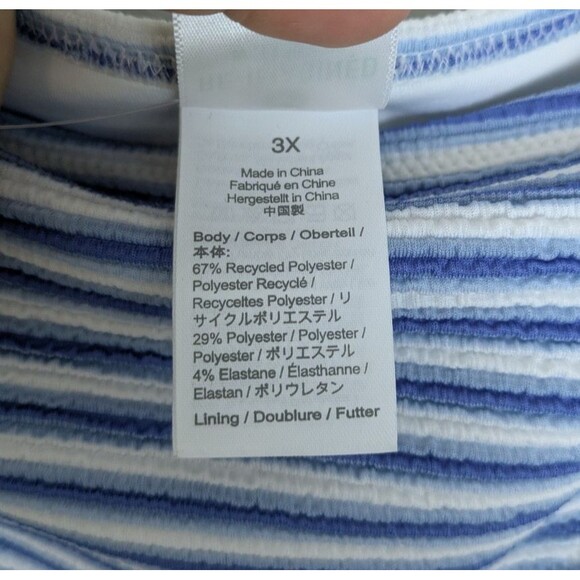 3X
Made in China
Fabriqué en Chine
Hergestellt in China
中国製
Body / Corps / Oberteil /
本体:
67% Recycled Polyester /
Polyester Recyclé /
Recyceltes Polyester / リ
サイクルポリエステル
29% Polyester / Polyester /
Polyester / ポリエステル
4% Elastane / Élasthanne /
Elastan / ポリウレタン
Lining / Doublure / Futter